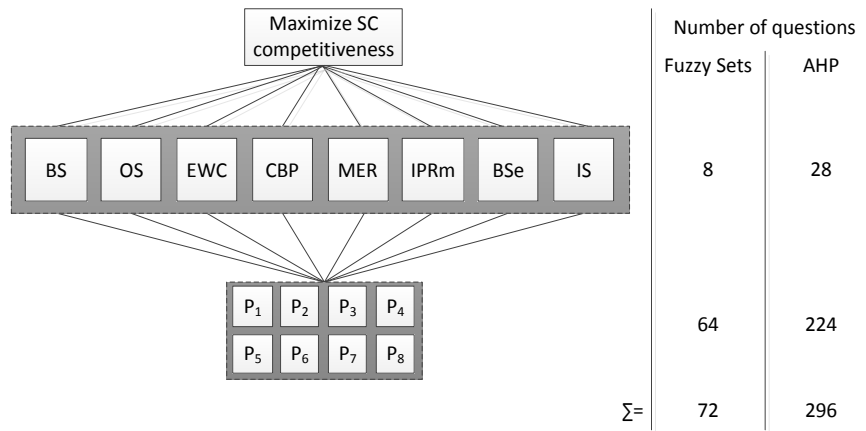 Maximize SC
competitiveness
Number of questions
Fuzzy Sets AHP
BS OS EWC CBP MER IPRm BSe IS 8 28
P₁ P₂ P₃ P₄
64 224
P₅ P₆ P₇ P₈
∑= 72 296